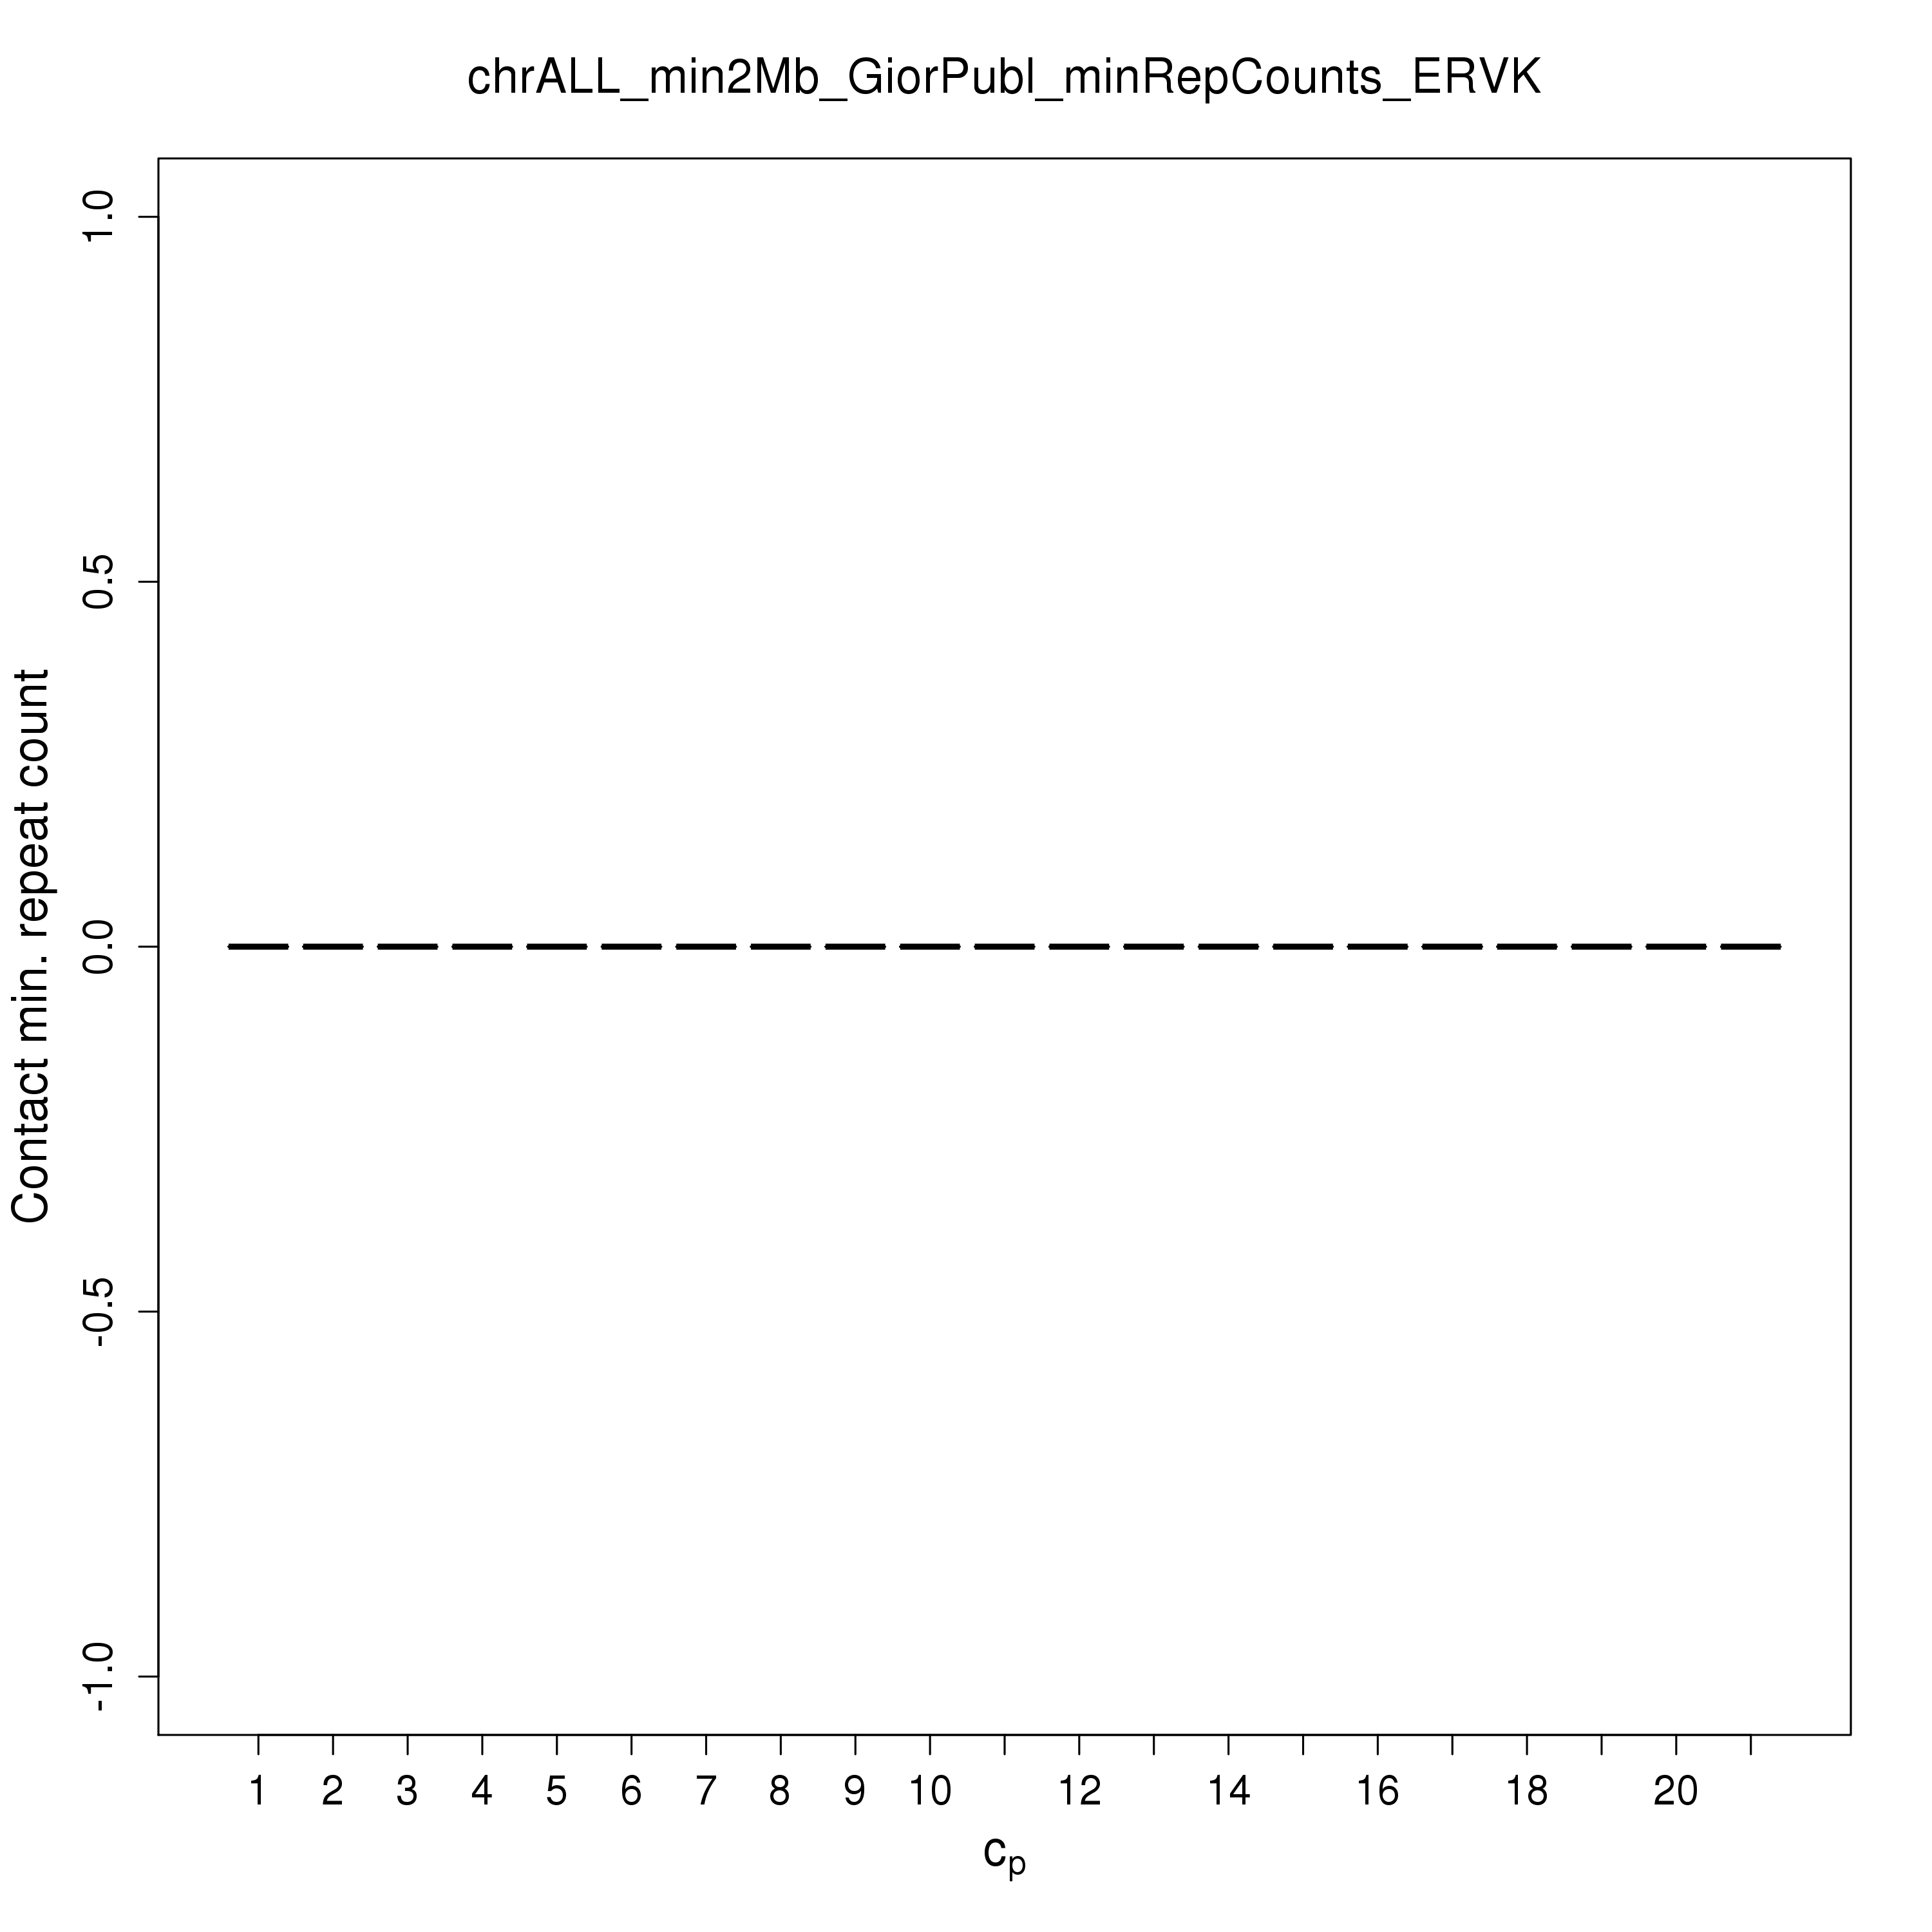 chrALL_min2Mb_GiorPubl_minRepCounts_ERVK
Contact min. repeat count
1.0
0.5
0.0
-0.5
-1.0
1 2 3 4 5 6 7 8 9 10 12 14 16 18 20
cp